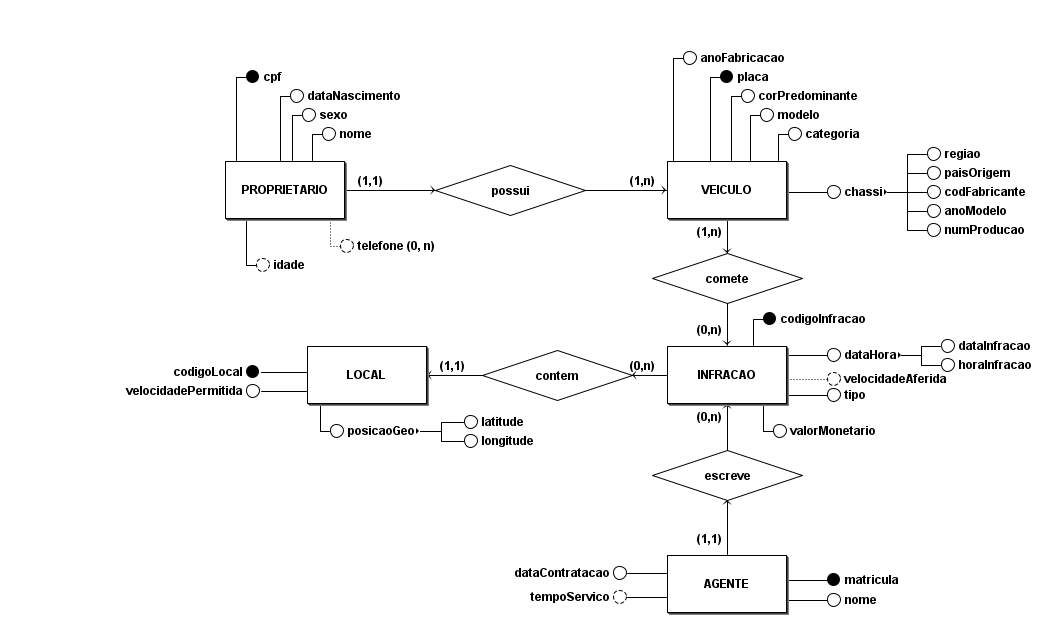 anoFabricacao
cpf
placa
dataNascimento
corPredominante
sexo
modelo
nome
categoria
regiao
paisOrigem
PROPRIETARIO
(1,1)
possui
(1,n)
VEICULO
chassi
codFabricante
anoModelo
numProducao
(1,n)
telefone (0, n)
idade
comete
codigoInfracao
(0,n)
dataInfracao
dataHora
horaInfracao
codigoLocal
LOCAL
(1,1)
contem
(0,n)
INFRACAO
velocidadeAferida
velocidadePermitida
tipo
(0,n)
latitude
posicaoGeo
valorMonetario
longitude
escreve
(1,1)
dataContratacao
AGENTE
matricula
tempoServico
nome